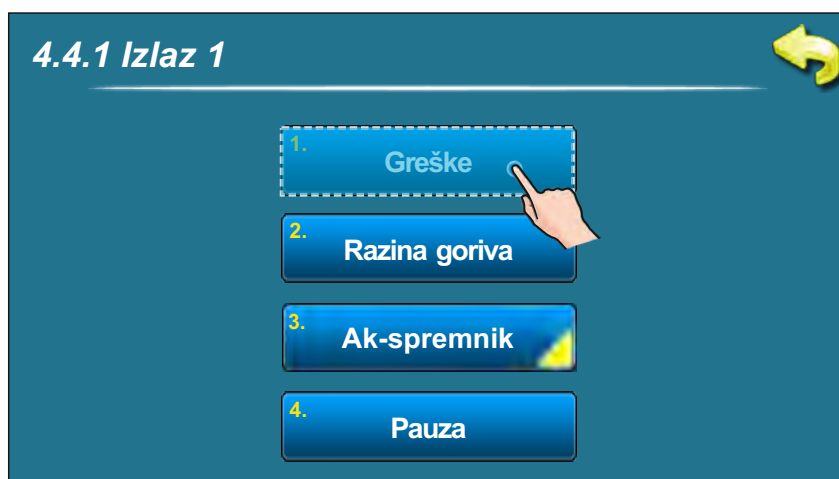 4.4.1 Izlaz 1
1.
Greške
2.
Razina goriva
3.
Ak-spremnik
4.
Pauza